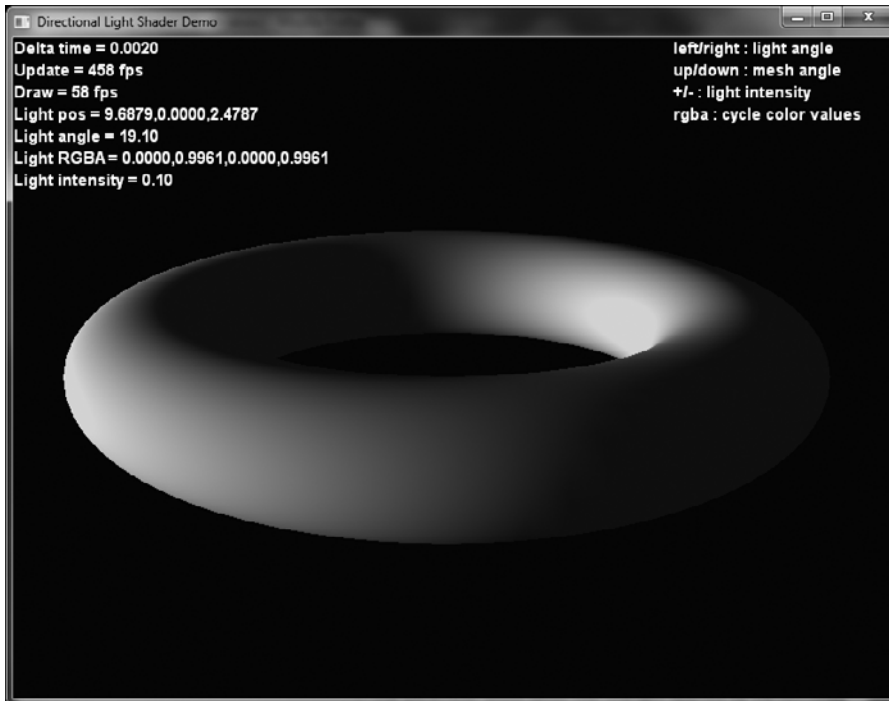 Directional Light Shader Demo
Delta time = 0.0020
Update = 458 fps
Draw = 58 fps
Light pos = 9.6879,0.0000,2.4787
Light angle = 19.10
Light RGBA = 0.0000,0.9961,0.0000,0.9961
Light intensity = 0.10
left/right : light angle
up/down : mesh angle
+/- : light intensity
rgba : cycle color values